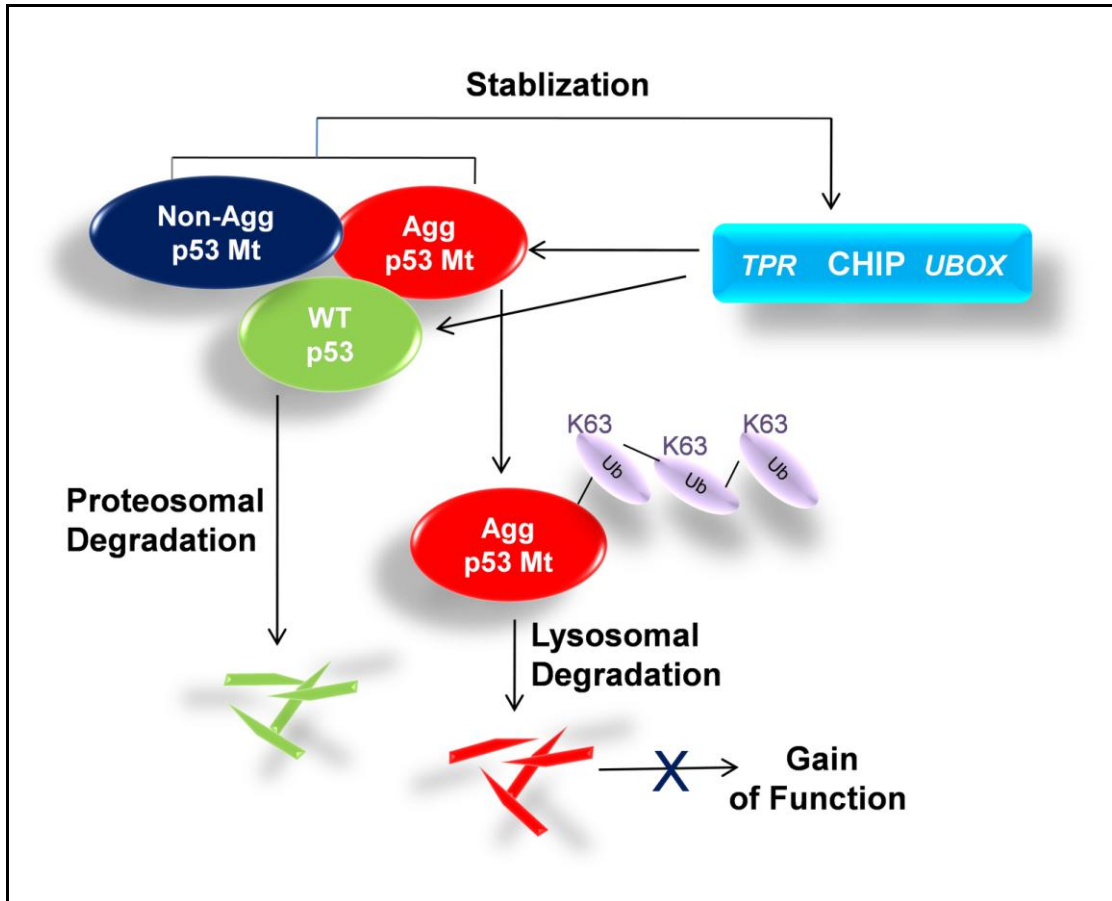 Stablization
Non-Agg
p53 Mt
Agg
p53 Mt
TPR CHIP UBOX
WT
p53
K63
K63
K63
Ub
Ub
Ub
Proteosomal
Degradation
Agg
p53 Mt
Lysosomal
Degradation
X
Gain
of Function